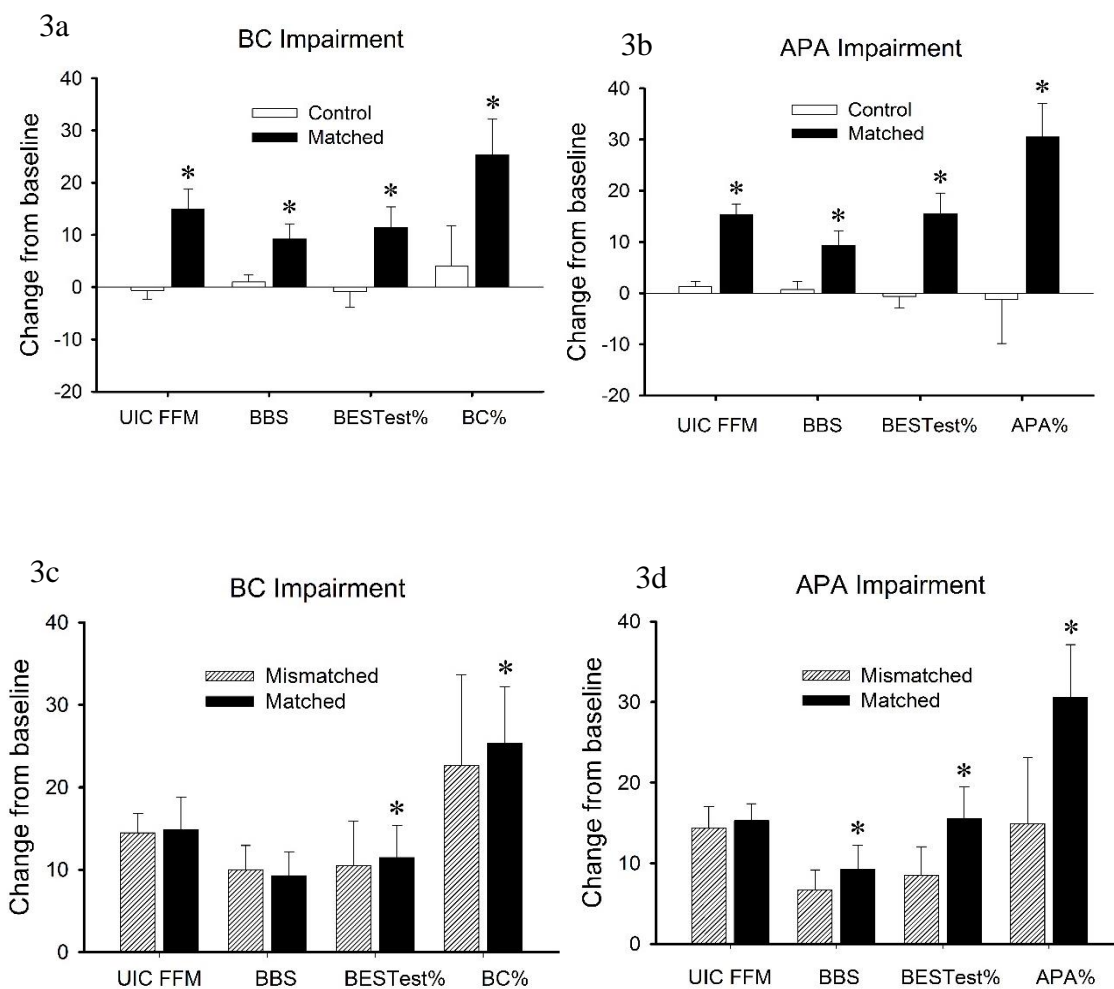 3a
BC Impairment
Change from baseline
40
30
20
10
0
-10
-20
Control
Matched
*
*
*
*
UIC FFM
BBS
BESTest%
BC%
3b
APA Impairment
Change from baseline
40
30
20
10
0
-10
-20
Control
Matched
*
*
*
*
UIC FFM
BBS
BESTest%
APA%
3c
BC Impairment
Change from baseline
40
30
20
10
0
Mismatched
Matched
*
*
UIC FFM
BBS
BESTest%
BC%
3d
APA Impairment
Change from baseline
40
30
20
10
0
Mismatched
Matched
*
*
*
UIC FFM
BBS
BESTest%
APA%